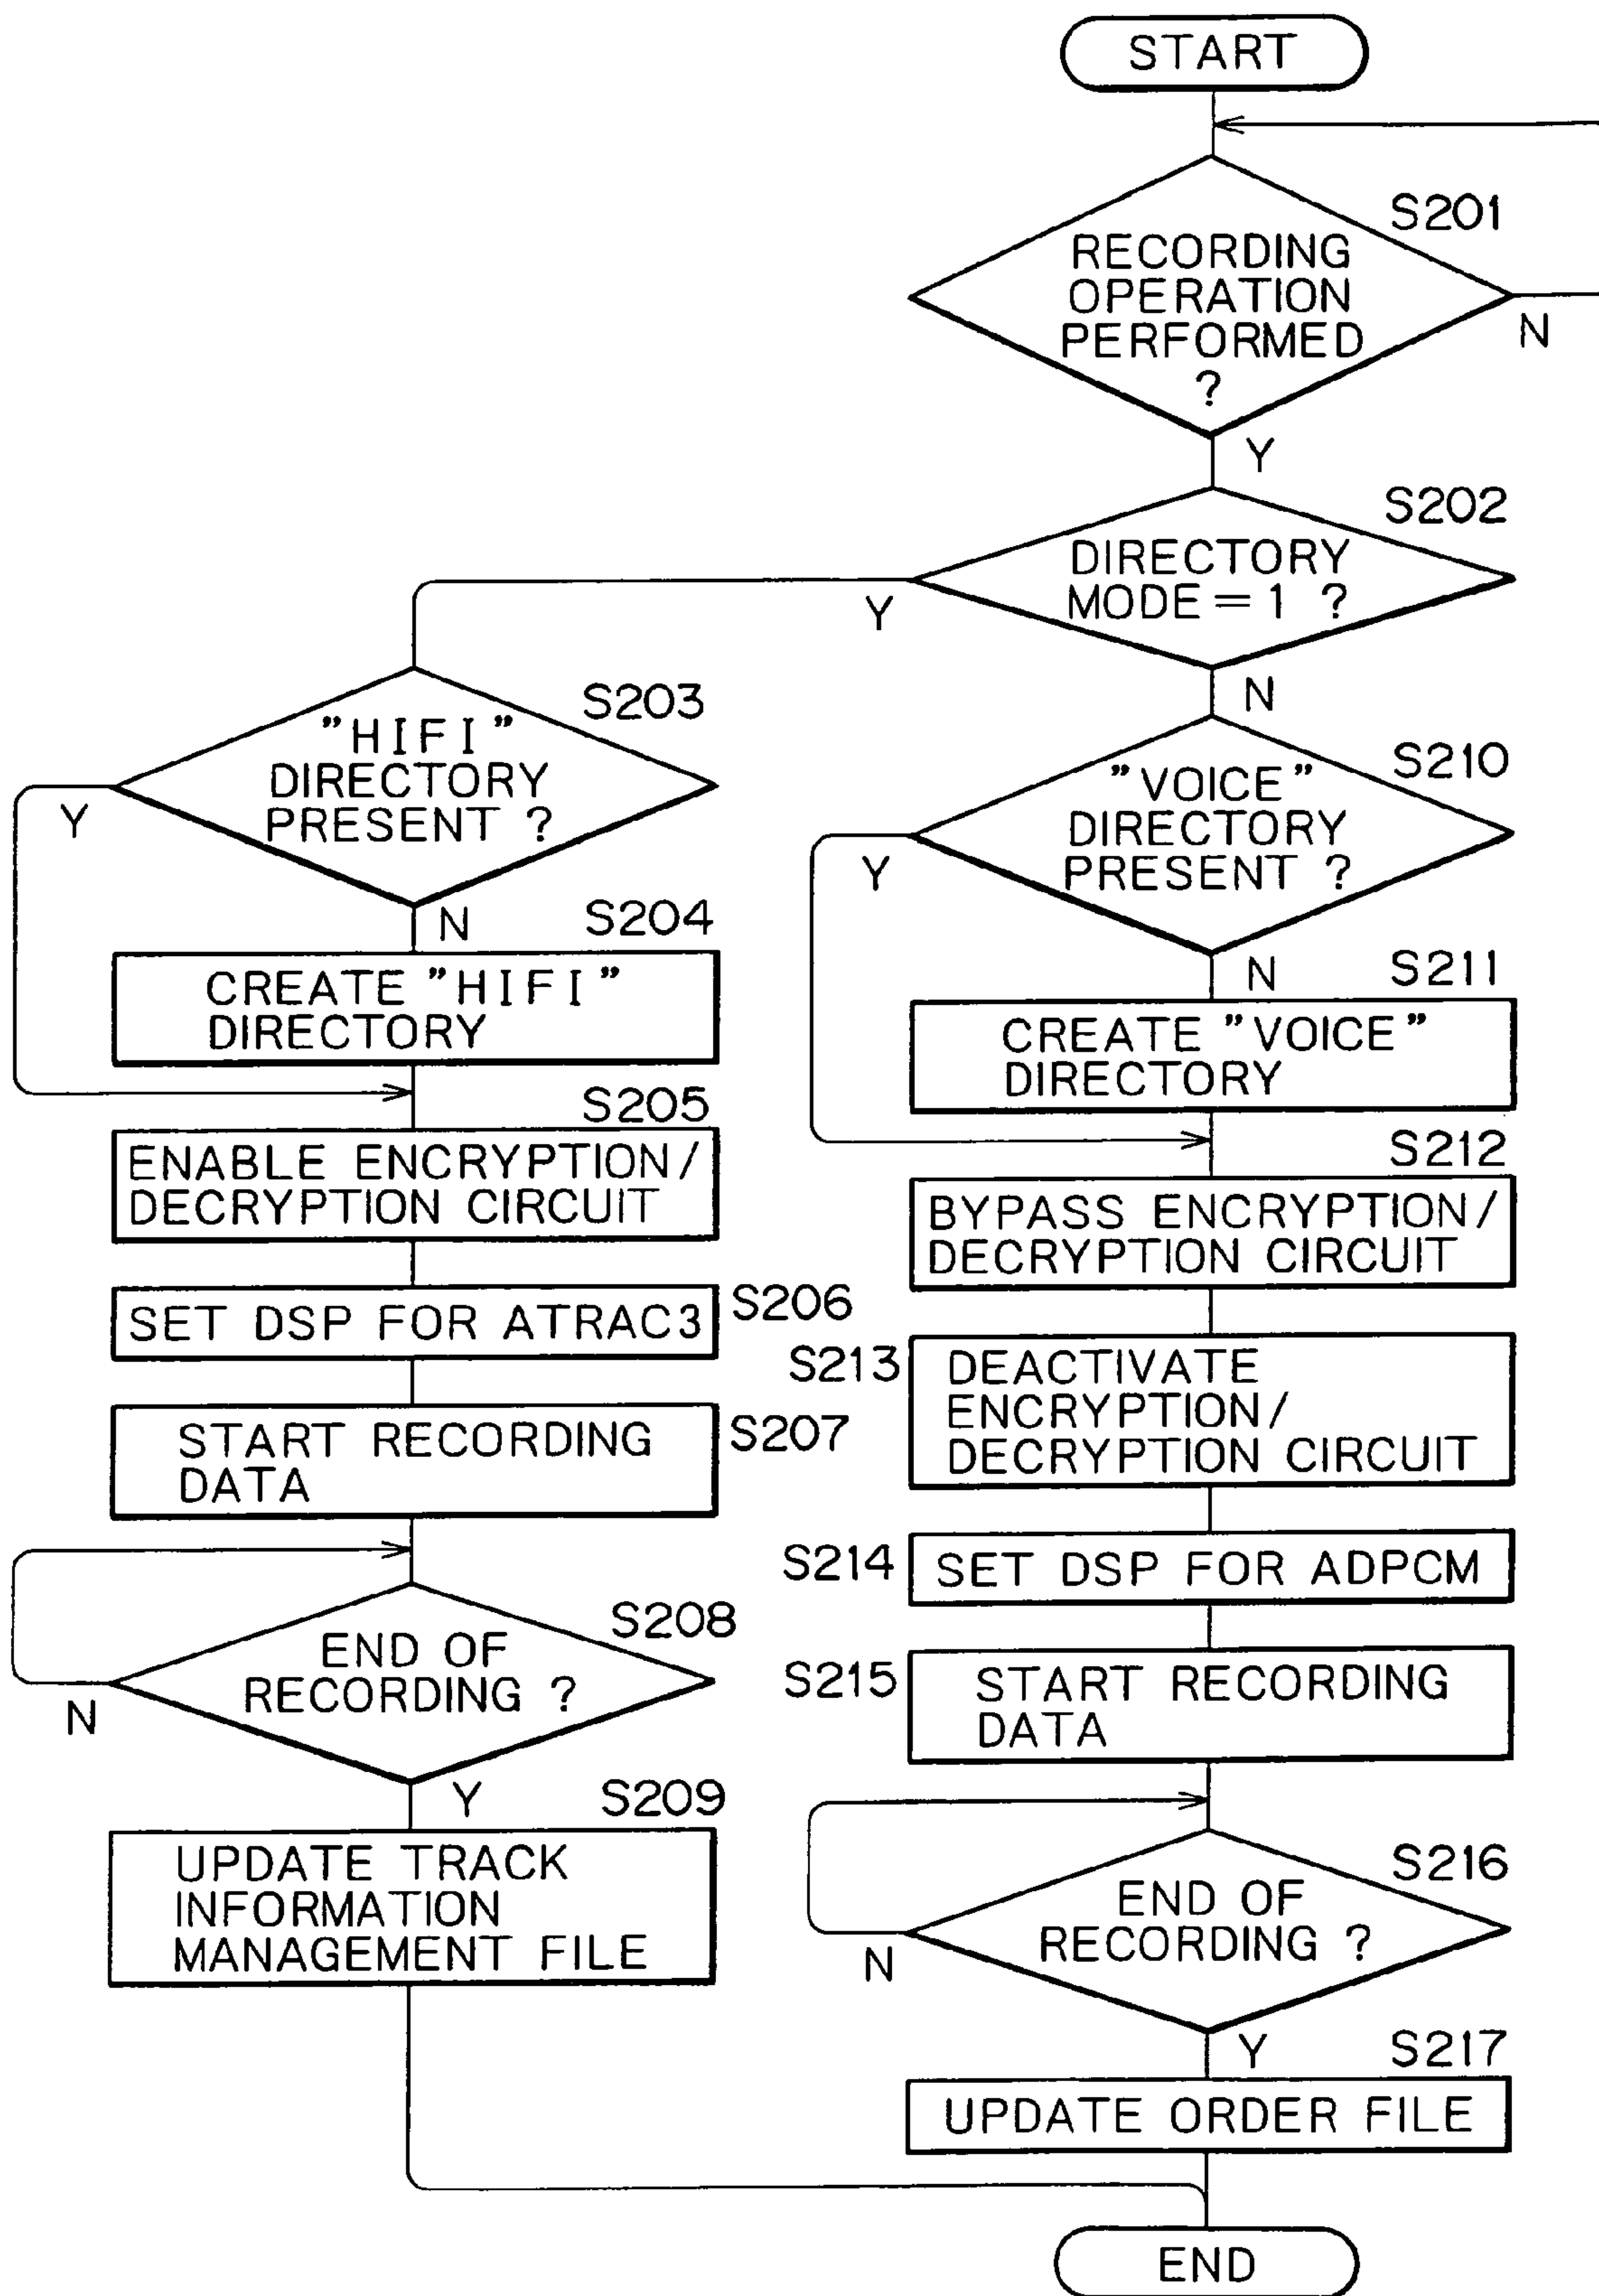 START
S201
RECORDING
OPERATION
PERFORMED
?
N
Y
S202
DIRECTORY
MODE=1 ?
Y
N
S203
"HIFI"
DIRECTORY
PRESENT ?
Y
N
S204
CREATE "HIFI"
DIRECTORY
S205
ENABLE ENCRYPTION/
DECRYPTION CIRCUIT
SET DSP FOR ATRAC3
S206
START RECORDING
DATA
S207
S208
END OF
RECORDING ?
N
Y
S209
UPDATE TRACK
INFORMATION
MANAGEMENT FILE
S210
"VOICE"
DIRECTORY
PRESENT ?
Y
N
S211
CREATE "VOICE"
DIRECTORY
S212
BYPASS ENCRYPTION/
DECRYPTION CIRCUIT
S213
DEACTIVATE
ENCRYPTION/
DECRYPTION CIRCUIT
S214
SET DSP FOR ADPCM
S215
START RECORDING
DATA
S216
END OF
RECORDING ?
N
Y
S217
UPDATE ORDER FILE
END